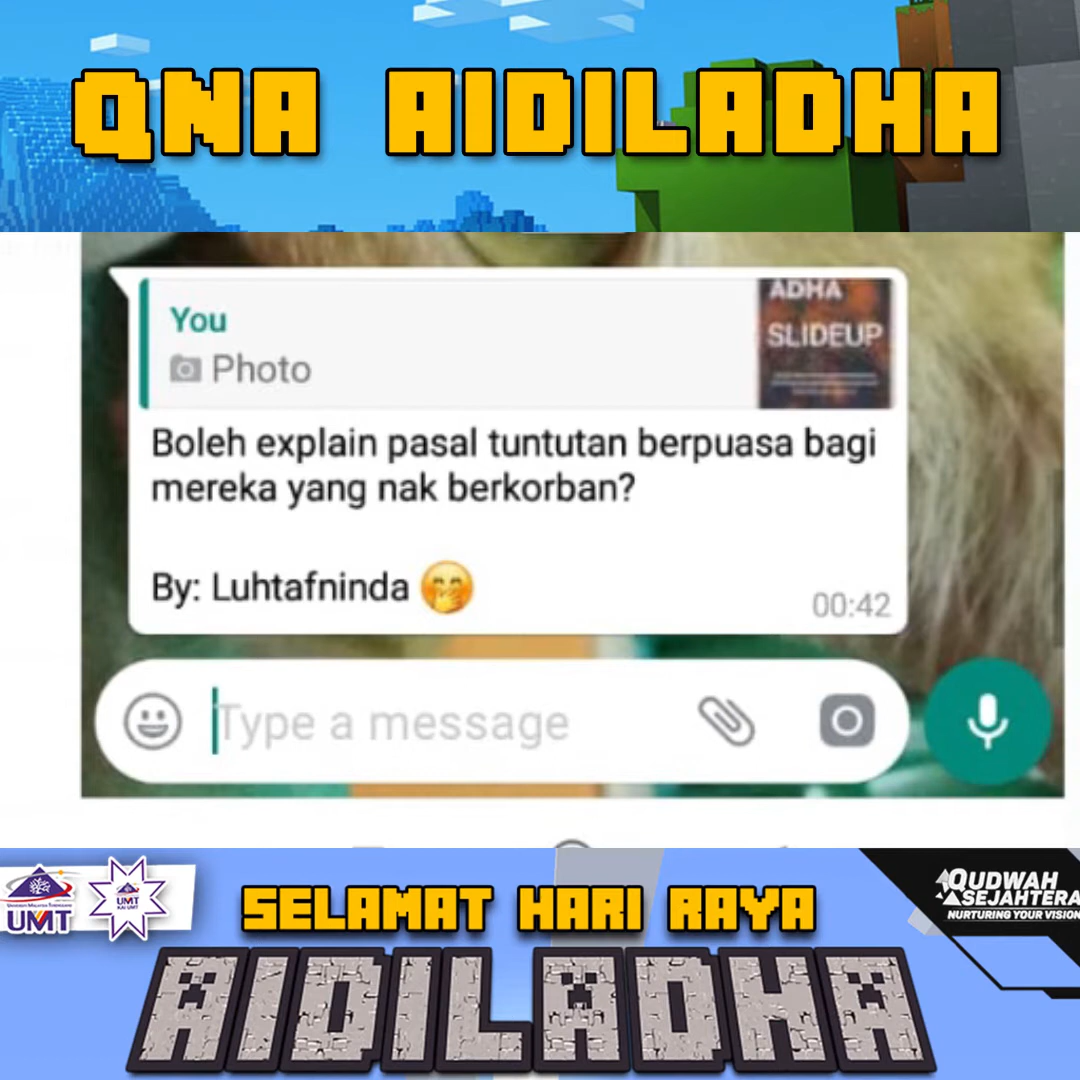 QNA AIDILADHA
You
Photo
ADHA
SLIDEUP
Boleh explain pasal tuntutan berpuasa bagi
mereka yang nak berkorban?
By: Luhtafninda
00:42
Type a message
UMT
UMT
SELAMAT HARI RAYA
AIDILADHA
QUDWAH
SEJAHTERA
NURTURING YOUR VISION